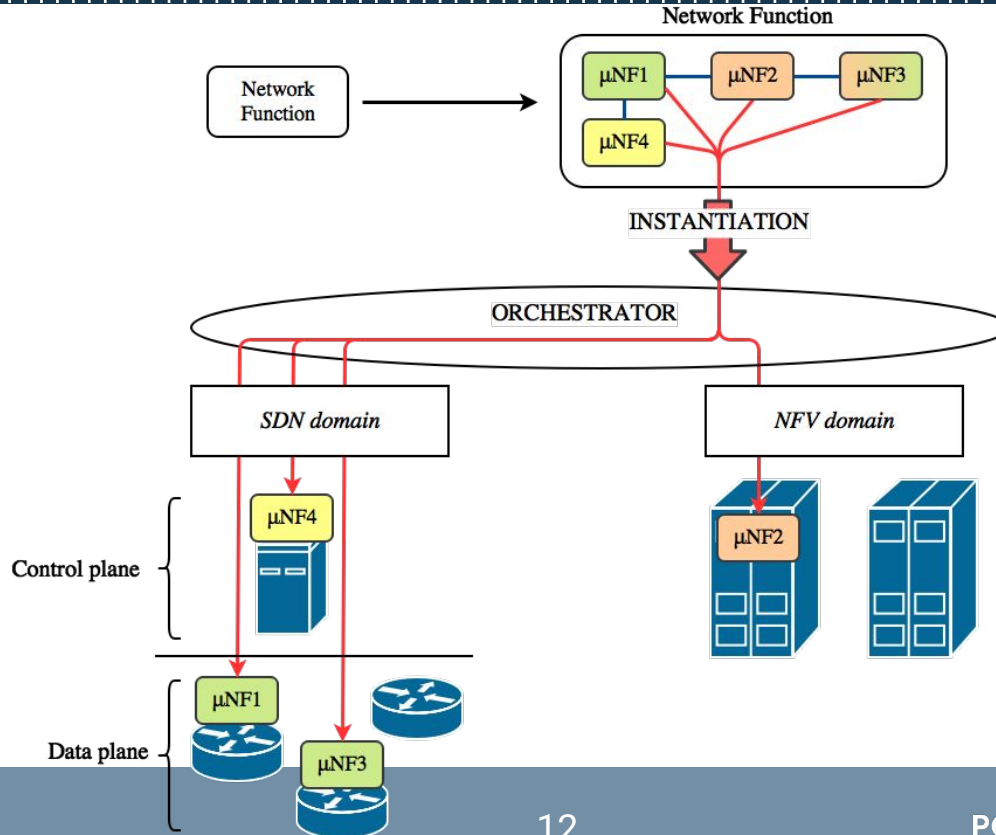 Network Function
Network
Function
μNF1
μNF2
μNF3
μNF4
INSTANTIATION
ORCHESTRATOR
SDN domain
NFV domain
μNF4
μNF2
Control plane
μNF1
Data plane
μNF3
12